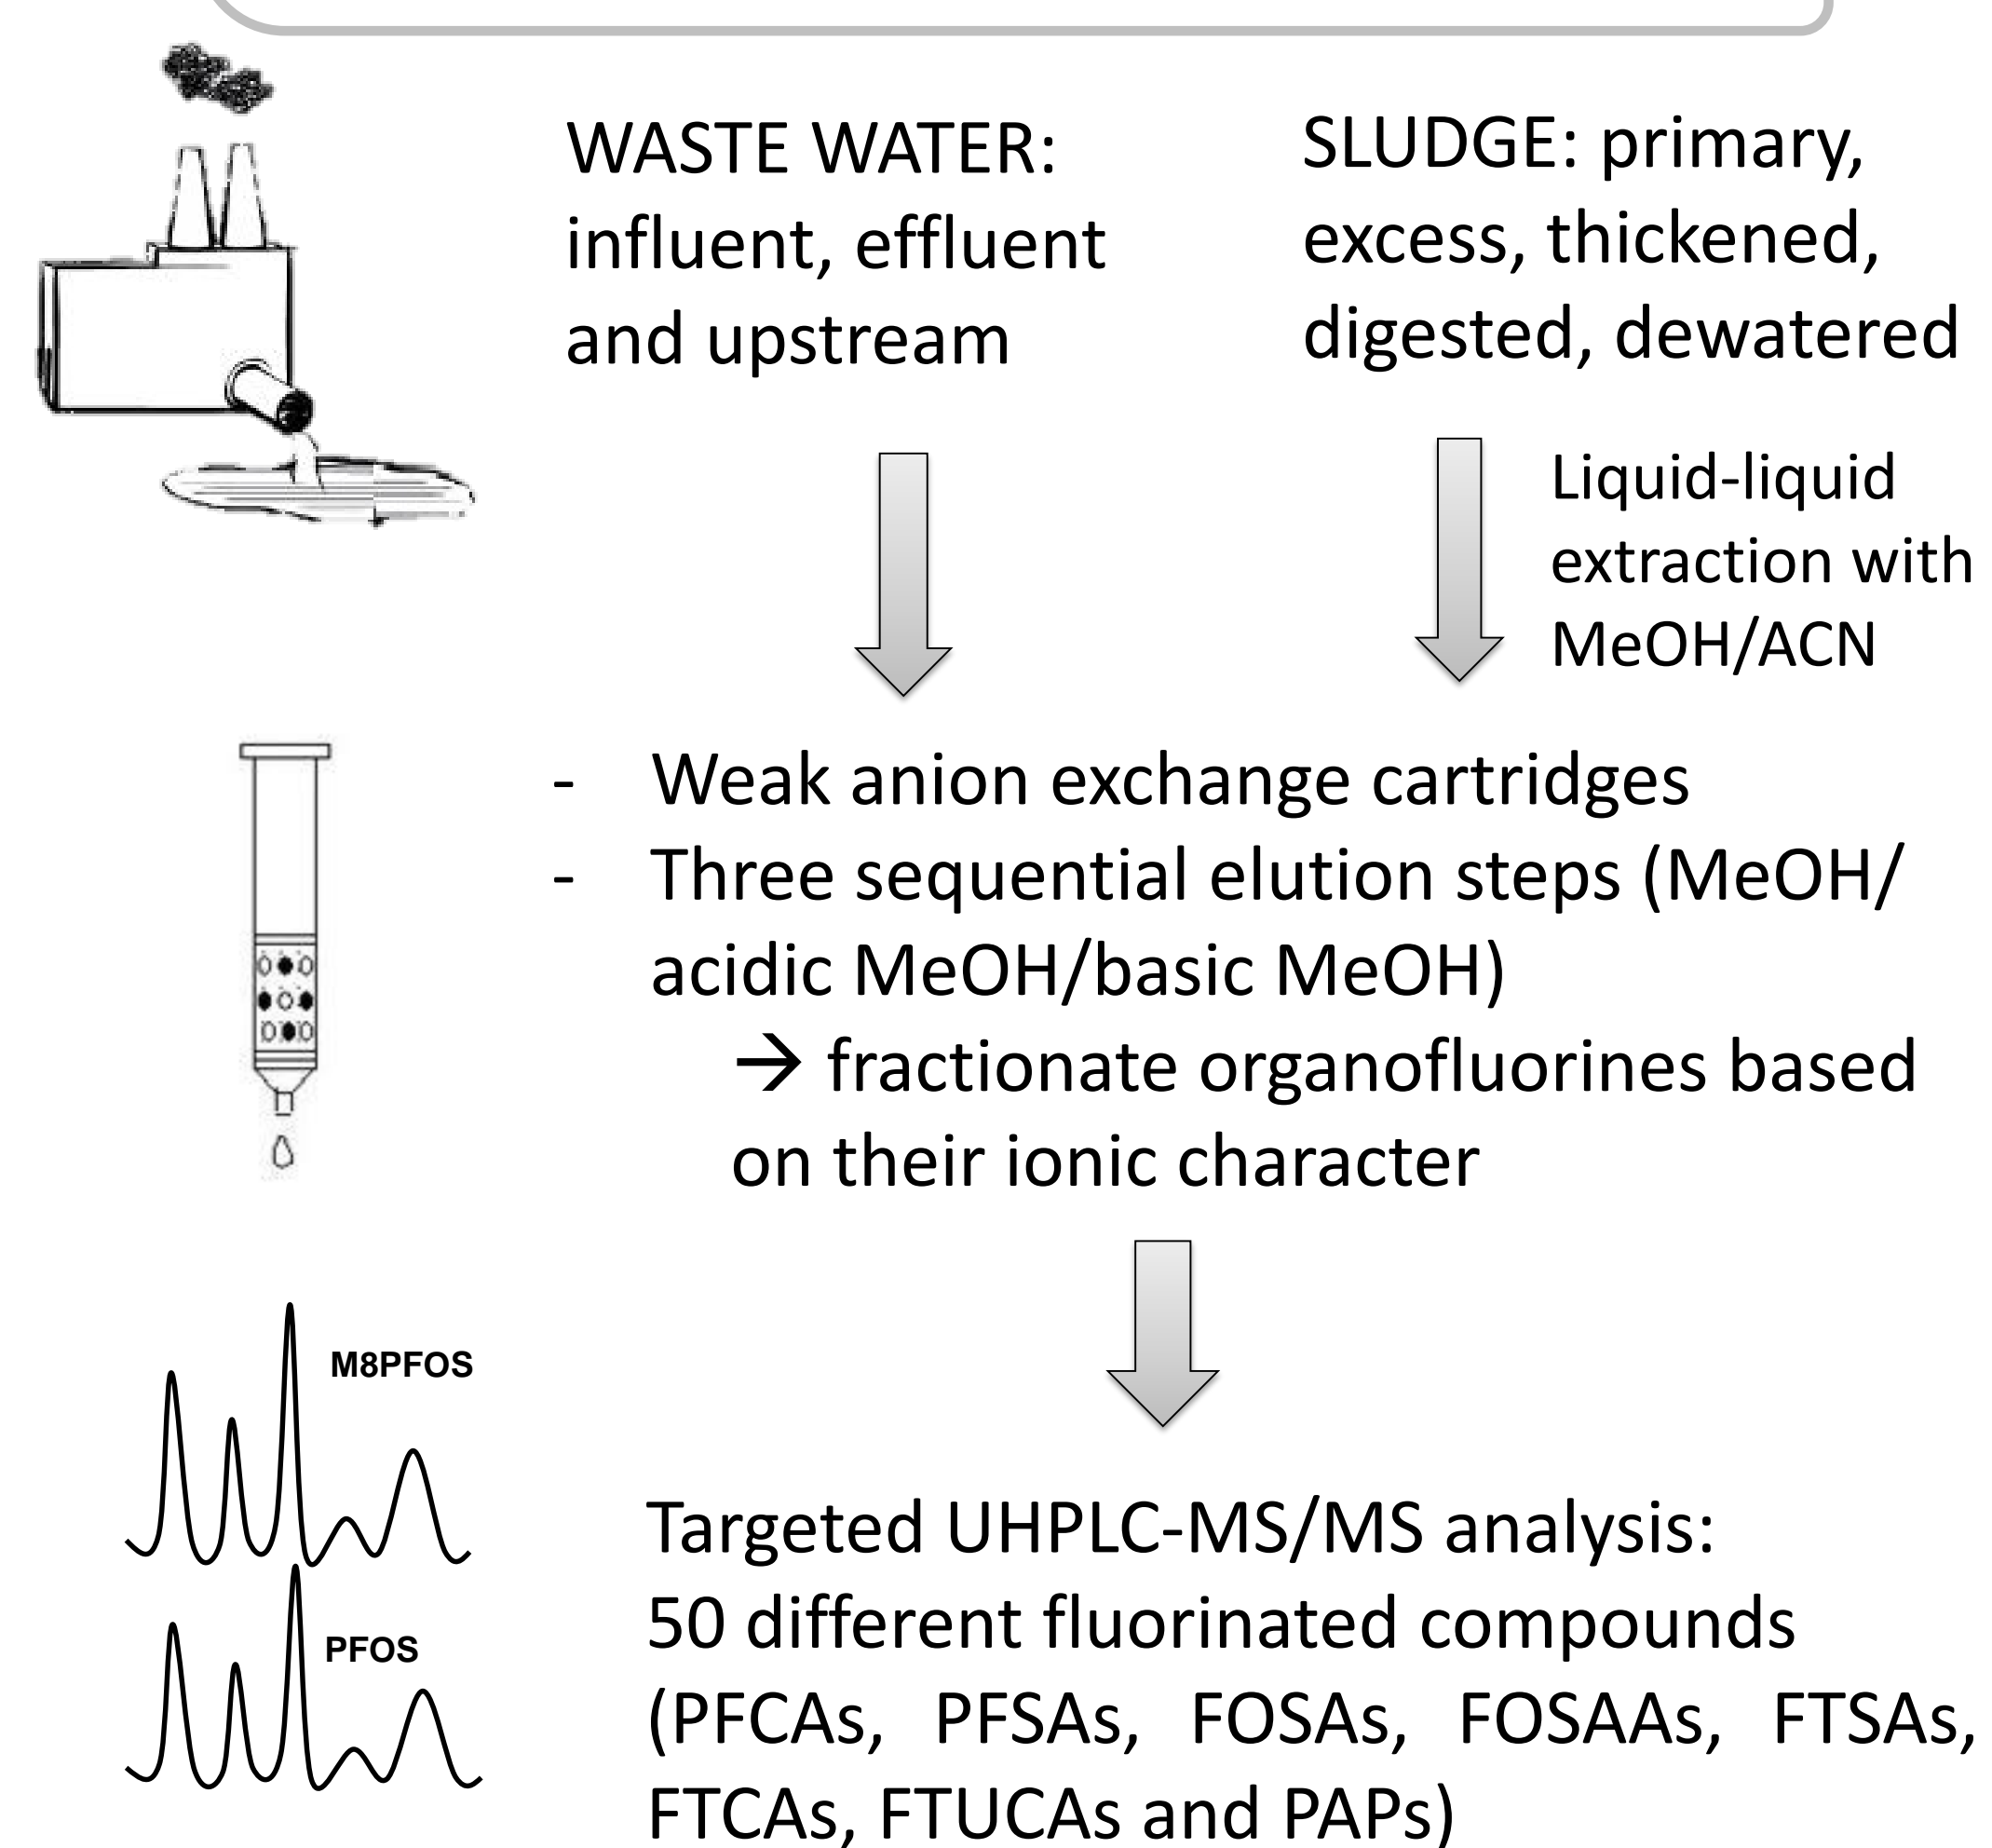 WASTE WATER:
influent, effluent
and upstream
SLUDGE: primary,
excess, thickened,
digested, dewatered
Liquid-liquid
extraction with
MeOH/ACN
- Weak anion exchange cartridges
- Three sequential elution steps (MeOH/
acidic MeOH/basic MeOH)
→ fractionate organofluorines based
on their ionic character
M8PFOS
PFOS
Targeted UHPLC-MS/MS analysis:
50 different fluorinated compounds
(PFCAs, PFSAs, FOSAs, FOSAAs, FTSAs,
FTCAs, FTUCAs and PAPs)